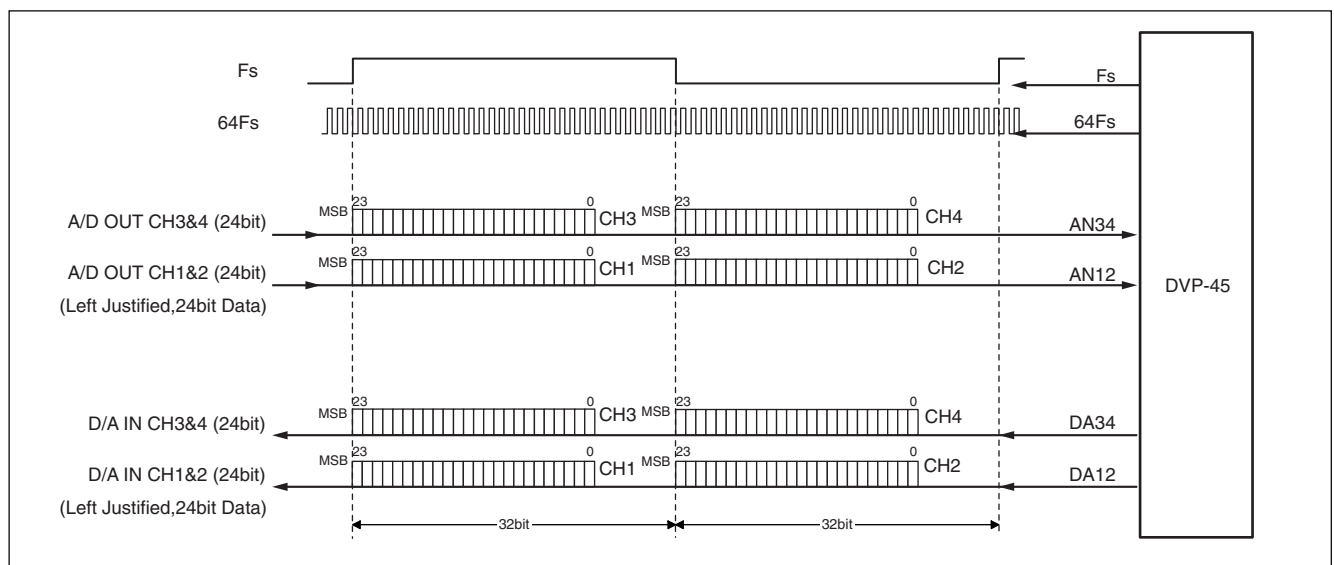 Fs
Fs
64Fs
64Fs
A/D OUT CH3&4 (24bit)
MSB 23 0 CH3 MSB 23 0 CH4
AN34
A/D OUT CH1&2 (24bit)
MSB 23 0 CH1 MSB 23 0 CH2
AN12
(Left Justified,24bit Data)
DVP-45
D/A IN CH3&4 (24bit)
MSB 23 0 CH3 MSB 23 0 CH4
DA34
D/A IN CH1&2 (24bit)
MSB 23 0 CH1 MSB 23 0 CH2
DA12
(Left Justified,24bit Data)
32bit 32bit